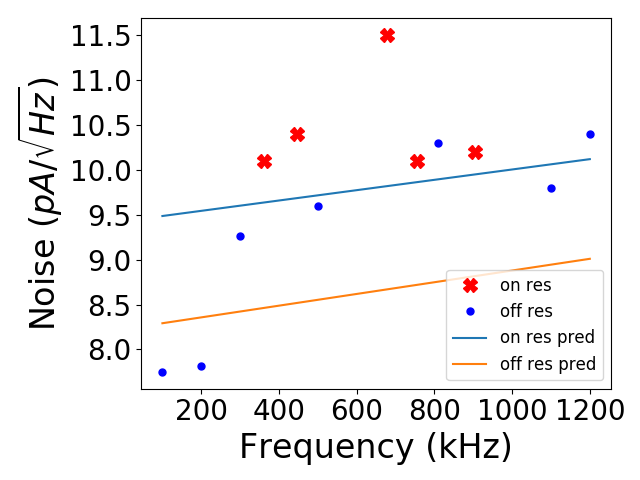 11.5
11.0
10.5
10.0
9.5
9.0
8.5
8.0
Noise (pA/√Hz)
on res
off res
on res pred
off res pred
200 400 600 800 1000 1200
Frequency (kHz)